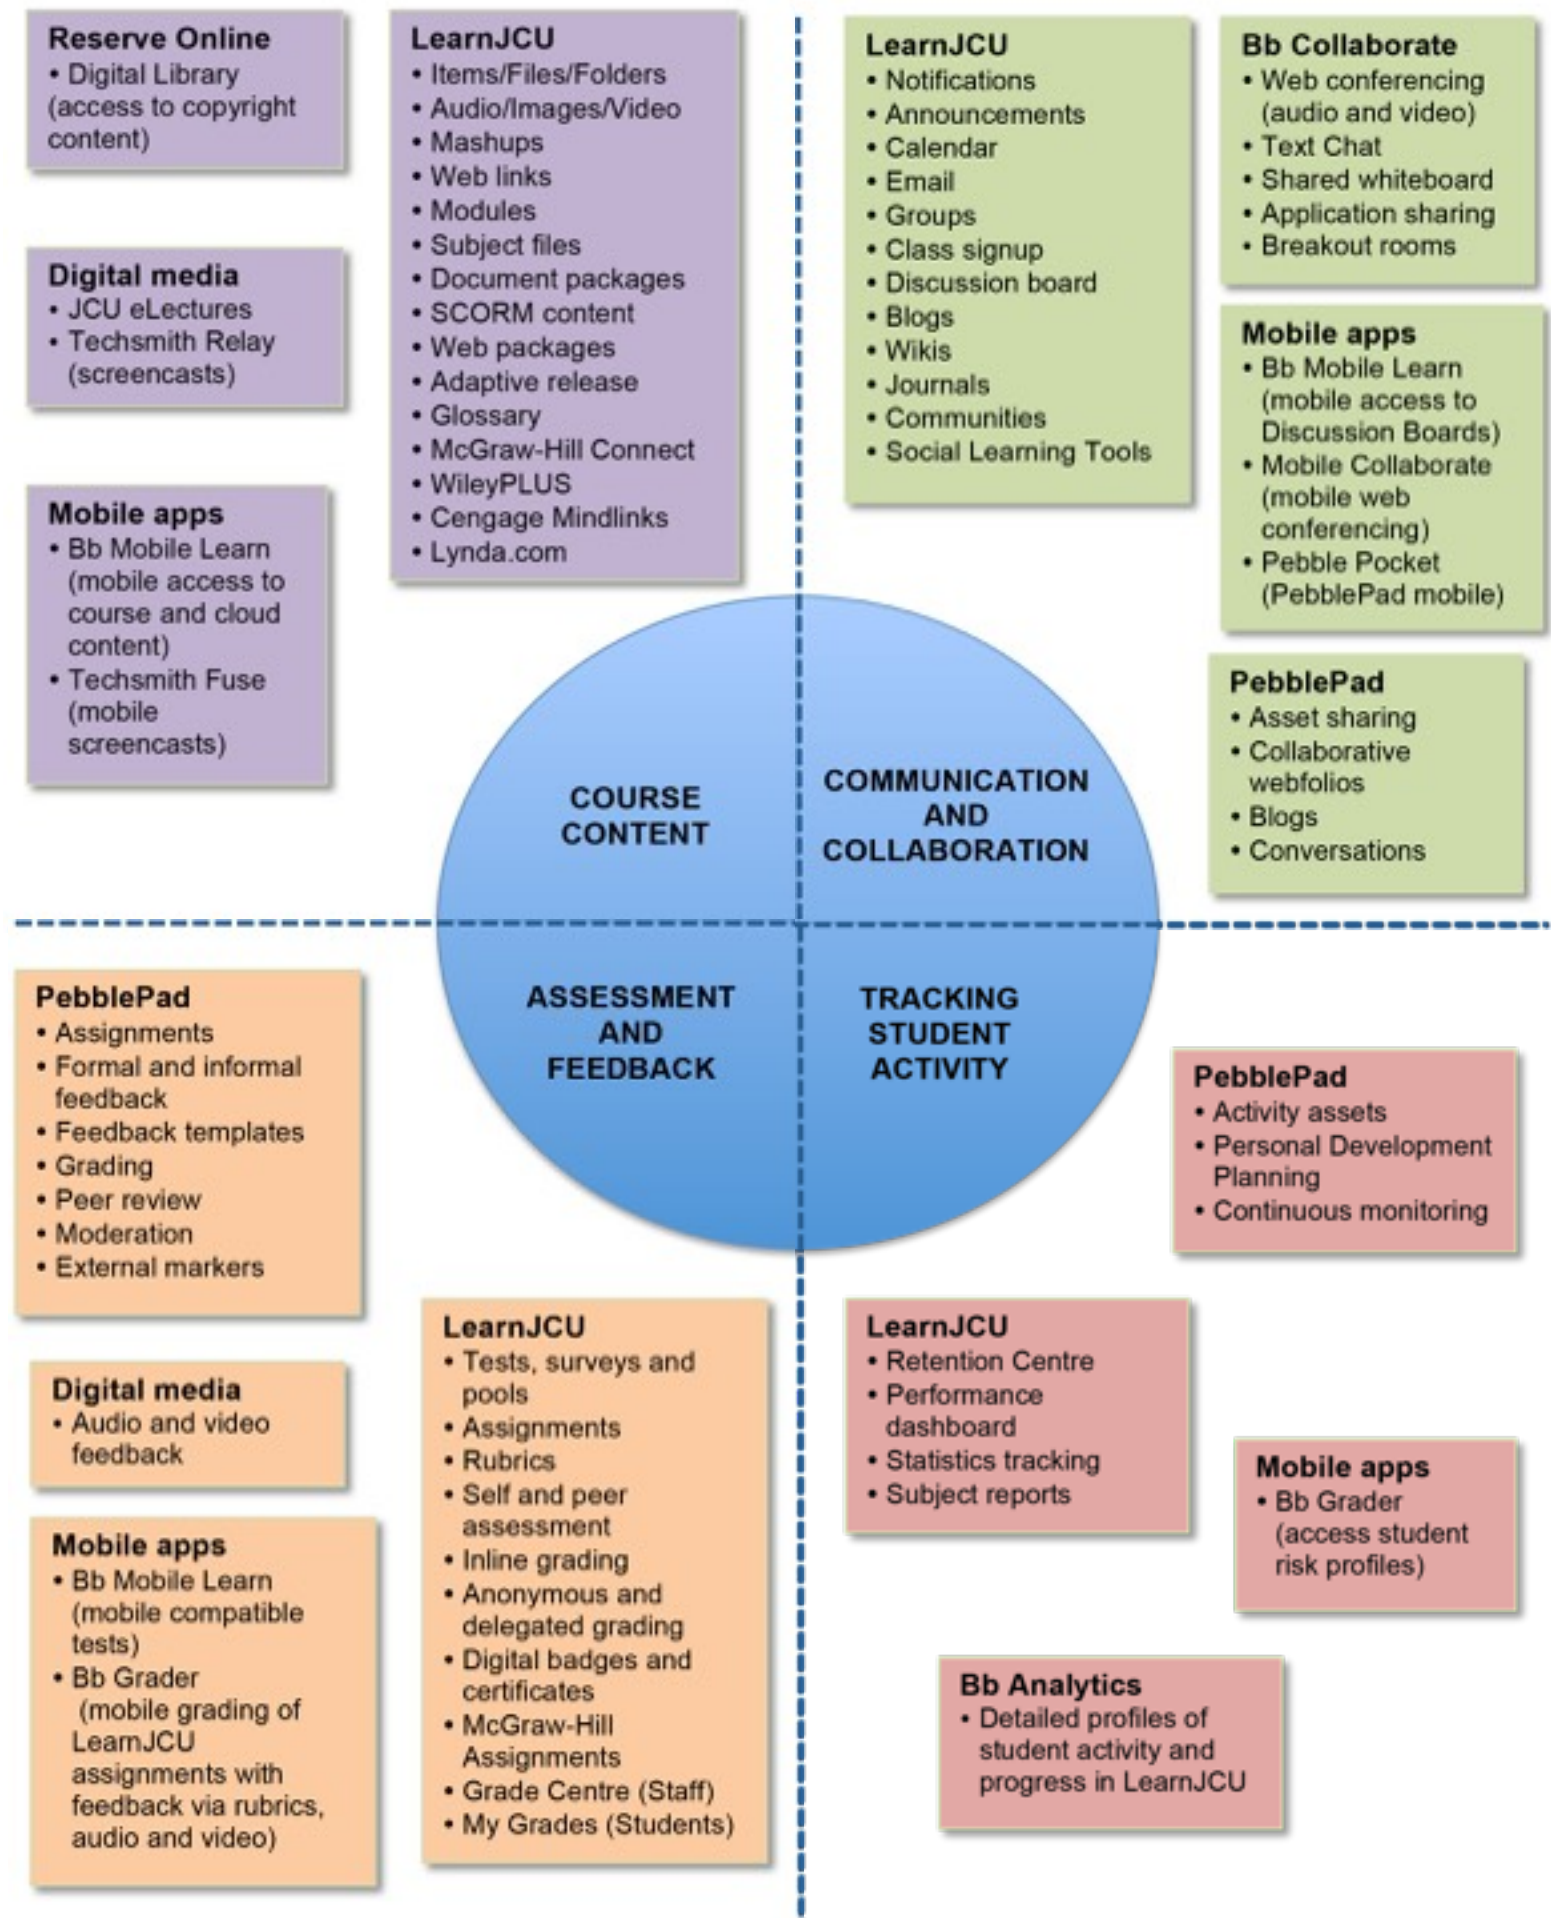 Reserve Online
• Digital Library
(access to copyright
content)
Digital media
• JCU eLectures
• Techsmith Relay
(screencasts)
Mobile apps
• Bb Mobile Learn
(mobile access to
course and cloud
content)
• Techsmith Fuse
(mobile
screencasts)
LearnJCU
• Items/Files/Folders
• Audio/Images/Video
• Mashups
• Web links
• Modules
• Subject files
• Document packages
• SCORM content
• Web packages
• Adaptive release
• Glossary
• McGraw-Hill Connect
• WileyPLUS
• Cengage Mindlinks
• Lynda.com
LearnJCU
• Notifications
• Announcements
• Calendar
• Email
• Groups
• Class signup
• Discussion board
• Blogs
• Wikis
• Journals
• Communities
• Social Learning Tools
Bb Collaborate
• Web conferencing
(audio and video)
• Text Chat
• Shared whiteboard
• Application sharing
• Breakout rooms
Mobile apps
• Bb Mobile Learn
(mobile access to
Discussion Boards)
• Mobile Collaborate
(mobile web
conferencing)
• Pebble Pocket
(PebblePad mobile)
PebblePad
• Asset sharing
• Collaborative
webfolios
• Blogs
• Conversations
COURSE
CONTENT
COMMUNICATION
AND
COLLABORATION
ASSESSMENT
AND
FEEDBACK
TRACKING
STUDENT
ACTIVITY
PebblePad
• Assignments
• Formal and informal
feedback
• Feedback templates
• Grading
• Peer review
• Moderation
• External markers
Digital media
• Audio and video
feedback
Mobile apps
• Bb Mobile Learn
(mobile compatible
tests)
• Bb Grader
(mobile grading of
LearnJCU
assignments with
feedback via rubrics,
audio and video)
LearnJCU
• Tests, surveys and
pools
• Assignments
• Rubrics
• Self and peer
assessment
• Inline grading
• Anonymous and
delegated grading
• Digital badges and
certificates
• McGraw-Hill
Assignments
• Grade Centre (Staff)
• My Grades (Students)
PebblePad
• Activity assets
• Personal Development
Planning
• Continuous monitoring
LearnJCU
• Retention Centre
• Performance
dashboard
• Statistics tracking
• Subject reports
Mobile apps
• Bb Grader
(access student
risk profiles)
Bb Analytics
• Detailed profiles of
student activity and
progress in LearnJCU